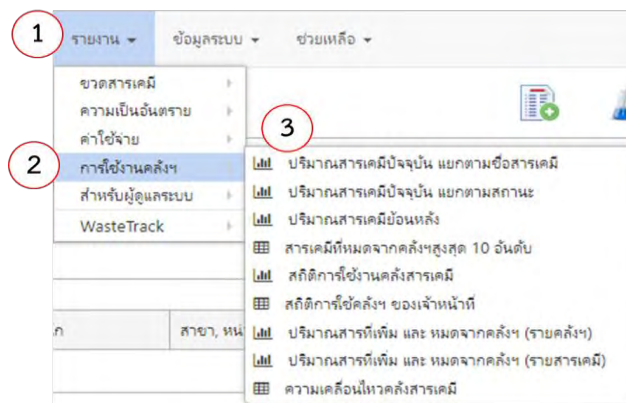 1 รายงาน ข้อมูลระบบ ช่วยเหลือ
ขวดสารเคมี
ความเป็นอันตราย
ค่าใช้จ่าย
2 การใช้งานคลังฯ
สำหรับผู้ดูแลระบบ
WasteTrack
3
ปริมาณสารเคมีปัจจุบัน แยกตามชื่อสารเคมี
ปริมาณสารเคมีปัจจุบัน แยกตามสถานะ
ปริมาณสารเคมีย้อนหลัง
สารเคมีที่หมดจากคลังฯสูงสุด 10 อันดับ
สถิติการใช้งานคลังสารเคมี
สถิติการใช้คลังฯ ของเจ้าหน้าที่
ปริมาณสารที่เพิ่ม และ หมดจากคลังฯ (รายคลังฯ)
ปริมาณสารที่เพิ่ม และ หมดจากคลังฯ (รายสารเคมี)
ความเคลื่อนไหวคลังสารเคมี
สาขา,